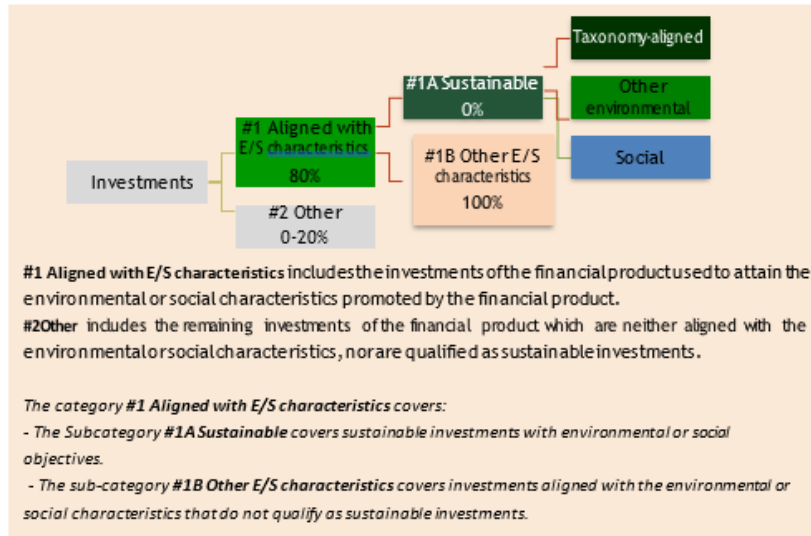 Taxonomy-aligned
#1A Sustainable
0%
Other
environmental
#1 Aligned with
E/S characteristics
80%
#1B Other E/S
characteristics
100%
Social
Investments
#2 Other
0-20%
#1 Aligned with E/S characteristics includes the investments of the financial product used to attain the
environmental or social characteristics promoted by the financial product.
#2Other includes the remaining investments of the financial product which are neither aligned with the
environmental or social characteristics, nor are qualified as sustainable investments.
The category #1 Aligned with E/S characteristics covers:
- The Subcategory #1A Sustainable covers sustainable investments with environmental or social
objectives.
- The sub-category #1B Other E/S characteristics covers investments aligned with the environmental or
social characteristics that do not qualify as sustainable investments.